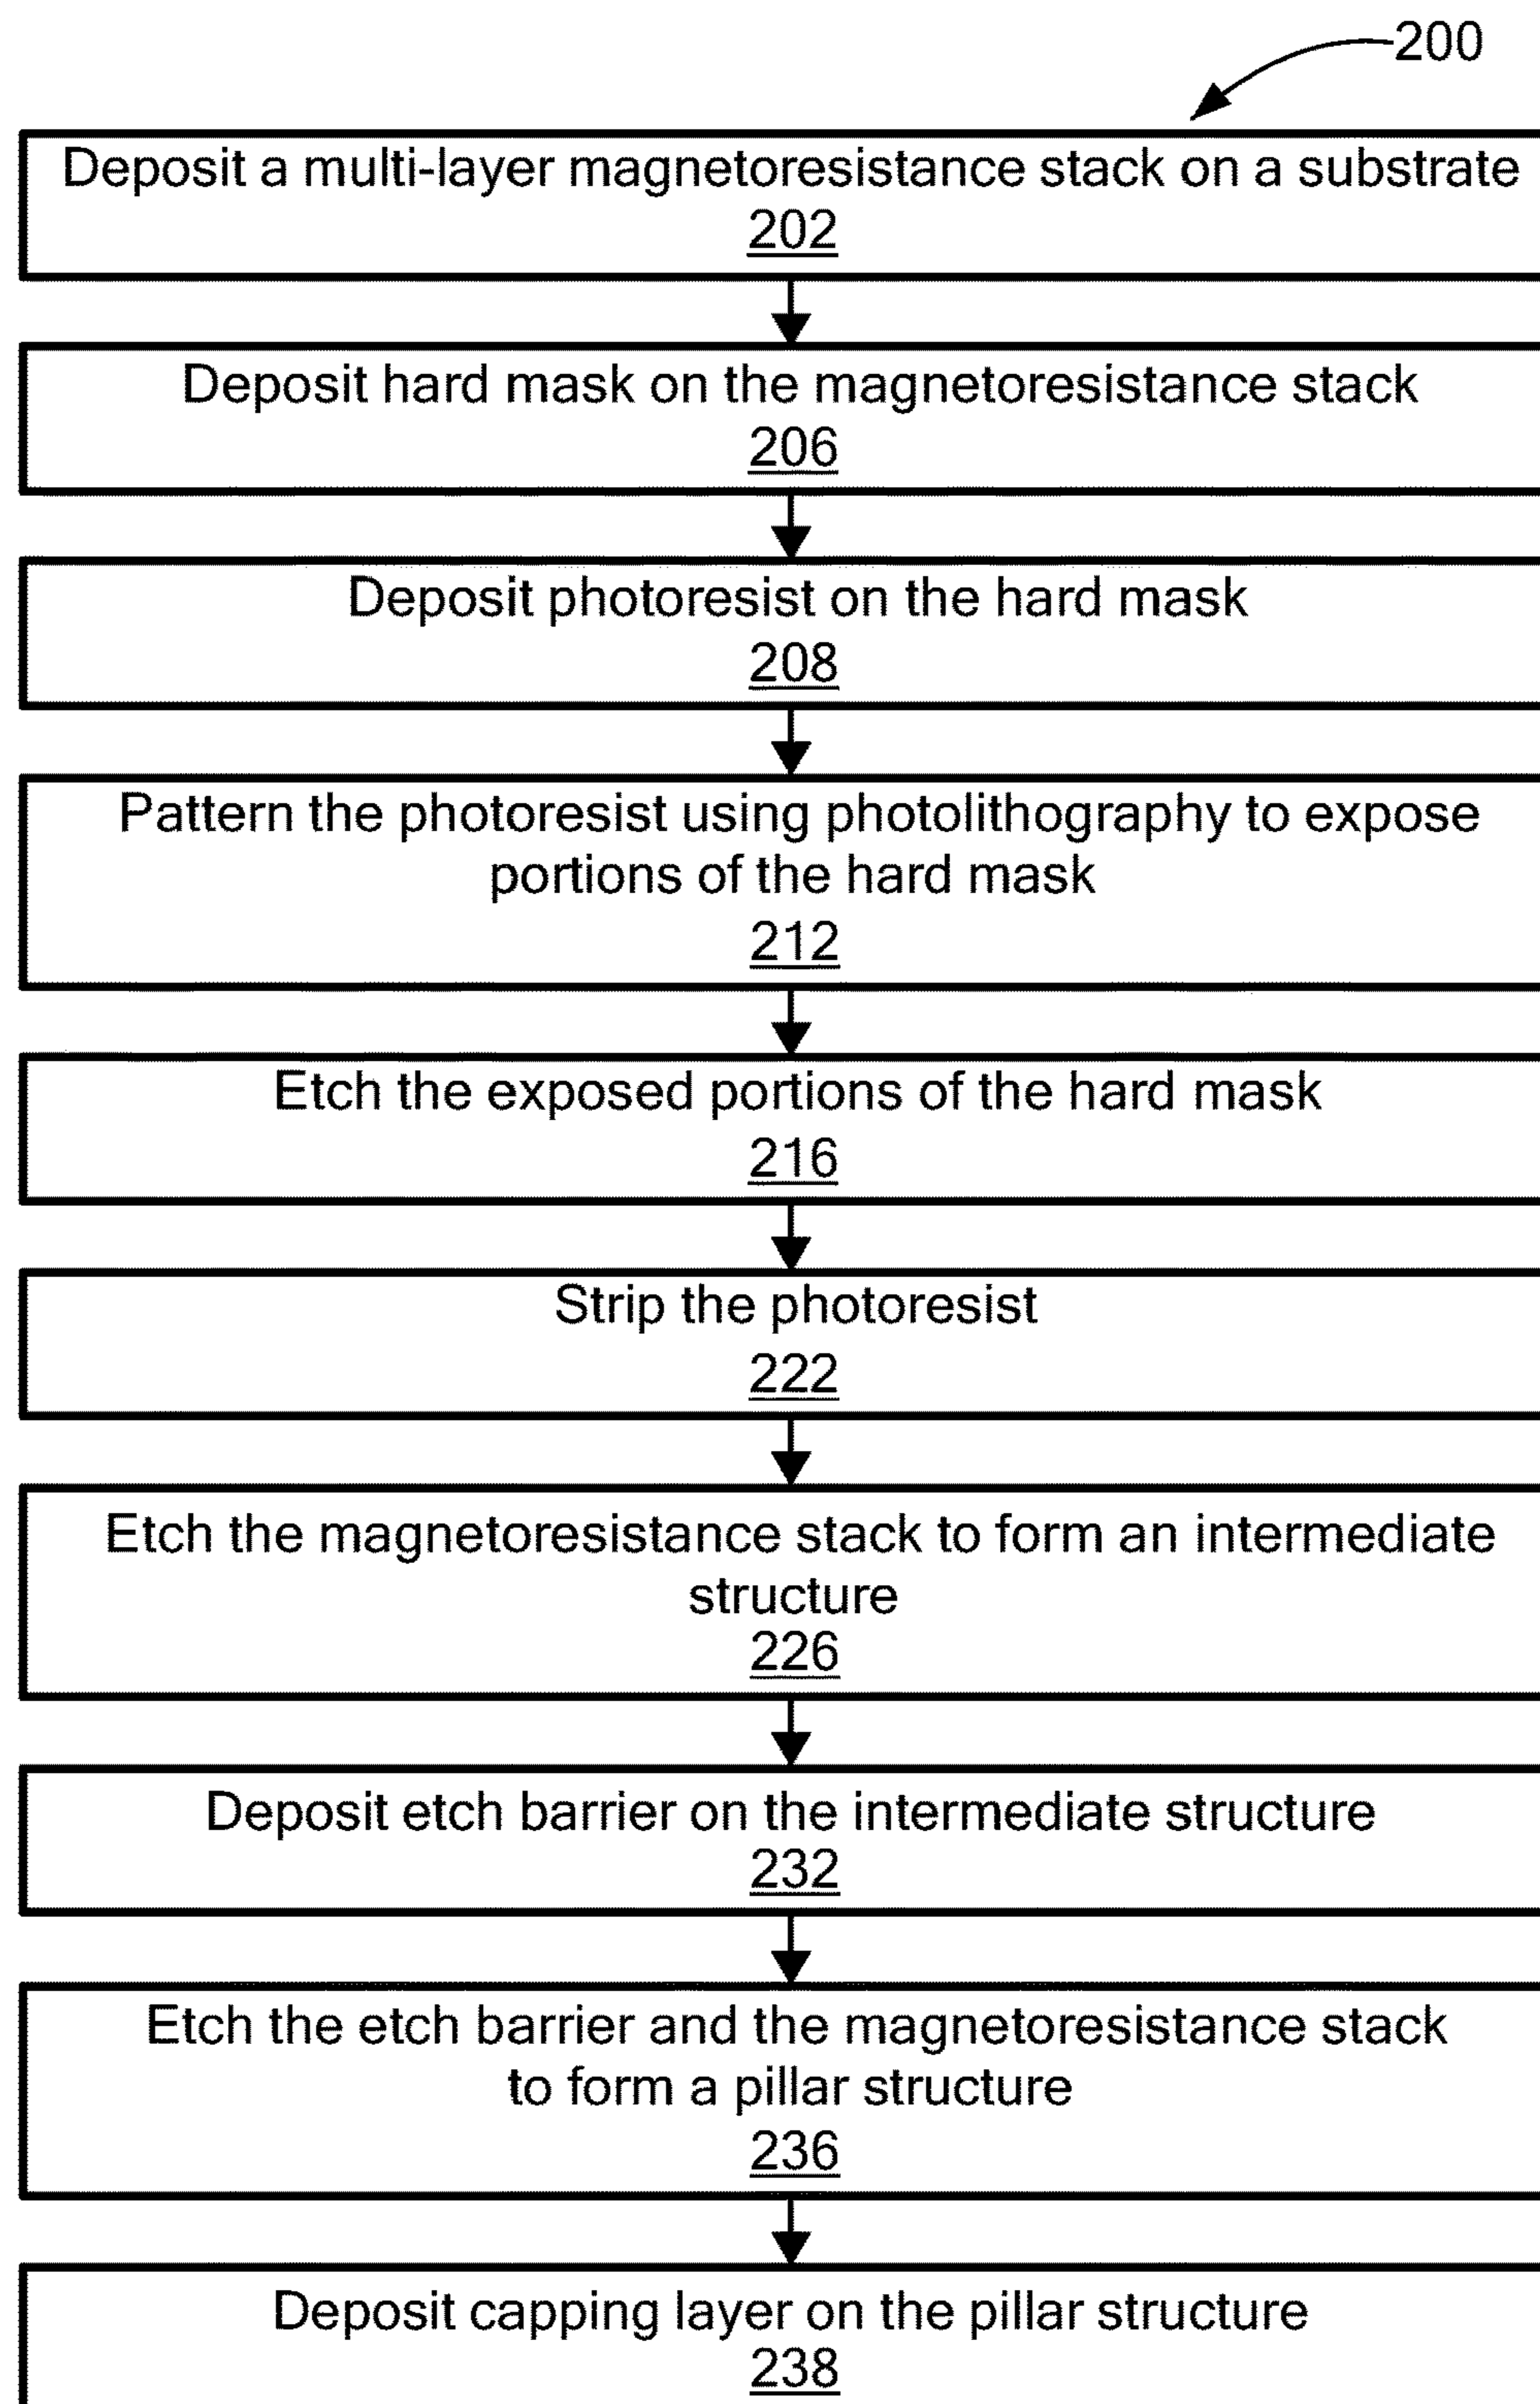 200
Deposit a multi-layer magnetoresistance stack on a substrate
202
Deposit hard mask on the magnetoresistance stack
206
Deposit photoresist on the hard mask
208
Pattern the photoresist using photolithography to expose
portions of the hard mask
212
Etch the exposed portions of the hard mask
216
Strip the photoresist
222
Etch the magnetoresistance stack to form an intermediate
structure
226
Deposit etch barrier on the intermediate structure
232
Etch the etch barrier and the magnetoresistance stack
to form a pillar structure
236
Deposit capping layer on the pillar structure
238